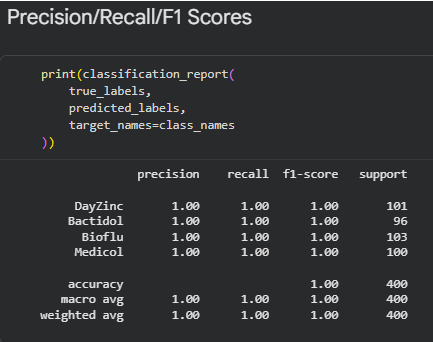 Precision/Recall/F1 Scores
print(classification_report(
true_labels,
predicted_labels,
target_names=class_names
))
precision recall f1-score support
DayZinc 1.00 1.00 1.00 101
Bactidol 1.00 1.00 1.00 96
Bioflu 1.00 1.00 1.00 103
Medicol 1.00 1.00 1.00 100
accuracy 1.00 400
macro avg 1.00 1.00 1.00 400
weighted avg 1.00 1.00 1.00 400